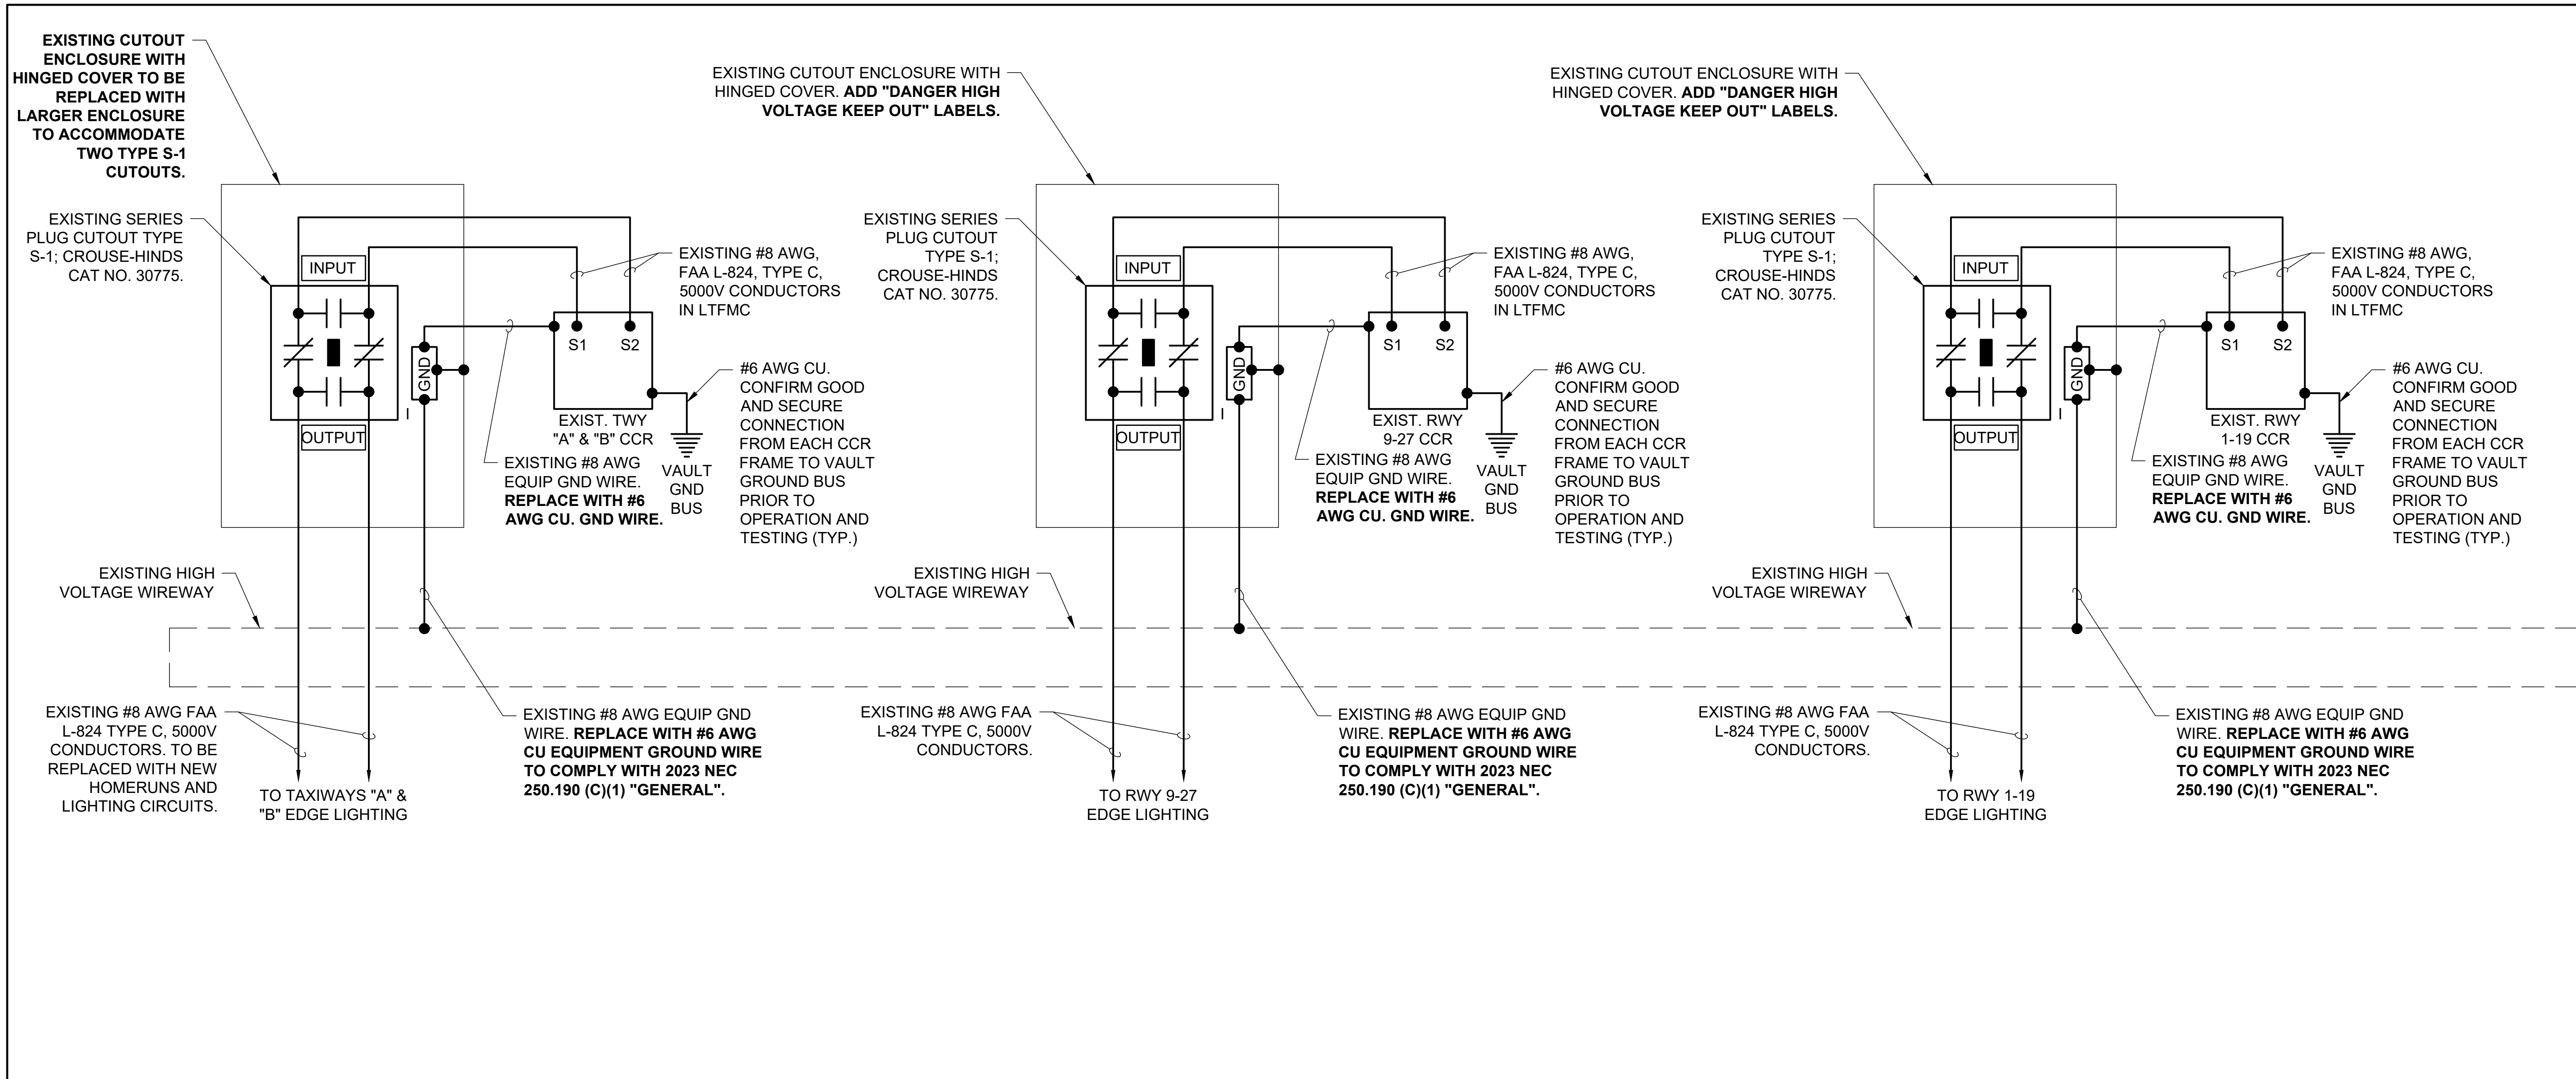 EXISTING CUTOUT
ENCLOSURE WITH
HINGED COVER TO BE
REPLACED WITH
LARGER ENCLOSURE
TO ACCOMMODATE
TWO TYPE S-1
CUTOUTS.
EXISTING SERIES
PLUG CUTOUT TYPE
S-1; CROUSE-HINDS
CAT NO. 30775.
INPUT
OUTPUT
GND
I
S1 S2
EXIST. TWY
"A" & "B" CCR
EXISTING #8 AWG,
FAA L-824, TYPE C,
5000V CONDUCTORS
IN LTFMC
#6 AWG CU.
CONFIRM GOOD
AND SECURE
CONNECTION
FROM EACH CCR
FRAME TO VAULT
GROUND BUS
PRIOR TO
OPERATION AND
TESTING (TYP.)
VAULT
GND
BUS
EXISTING #8 AWG
EQUIP GND WIRE.
REPLACE WITH #6
AWG CU. GND WIRE.
EXISTING HIGH
VOLTAGE WIREWAY
EXISTING #8 AWG FAA
L-824 TYPE C, 5000V
CONDUCTORS. TO BE
REPLACED WITH NEW
HOMERUNS AND
LIGHTING CIRCUITS.
TO TAXIWAYS "A" &
"B" EDGE LIGHTING
EXISTING #8 AWG EQUIP GND
WIRE. REPLACE WITH #6 AWG
CU EQUIPMENT GROUND WIRE
TO COMPLY WITH 2023 NEC
250.190 (C)(1) "GENERAL".
EXISTING CUTOUT ENCLOSURE WITH
HINGED COVER. ADD "DANGER HIGH
VOLTAGE KEEP OUT" LABELS.
EXISTING SERIES
PLUG CUTOUT
TYPE S-1;
CROUSE-HINDS
CAT NO. 30775.
INPUT
OUTPUT
GND
I
S1 S2
EXIST. RWY
9-27 CCR
EXISTING #8 AWG,
FAA L-824, TYPE C,
5000V CONDUCTORS
IN LTFMC
#6 AWG CU.
CONFIRM GOOD
AND SECURE
CONNECTION
FROM EACH CCR
FRAME TO VAULT
GROUND BUS
PRIOR TO
OPERATION AND
TESTING (TYP.)
VAULT
GND
BUS
EXISTING #8 AWG
EQUIP GND WIRE.
REPLACE WITH #6
AWG CU. GND WIRE.
EXISTING HIGH
VOLTAGE WIREWAY
EXISTING #8 AWG FAA
L-824 TYPE C, 5000V
CONDUCTORS.
TO RWY 9-27
EDGE LIGHTING
EXISTING #8 AWG EQUIP GND
WIRE. REPLACE WITH #6 AWG
CU EQUIPMENT GROUND WIRE
TO COMPLY WITH 2023 NEC
250.190 (C)(1) "GENERAL".
EXISTING CUTOUT ENCLOSURE WITH
HINGED COVER. ADD "DANGER HIGH
VOLTAGE KEEP OUT" LABELS.
EXISTING SERIES
PLUG CUTOUT
TYPE S-1;
CROUSE-HINDS
CAT NO. 30775.
INPUT
OUTPUT
GND
I
S1 S2
EXIST. RWY
1-19 CCR
EXISTING #8 AWG,
FAA L-824, TYPE C,
5000V CONDUCTORS
IN LTFMC
#6 AWG CU.
CONFIRM GOOD
AND SECURE
CONNECTION
FROM EACH CCR
FRAME TO VAULT
GROUND BUS
PRIOR TO
OPERATION AND
TESTING (TYP.)
VAULT
GND
BUS
EXISTING #8 AWG
EQUIP GND WIRE.
REPLACE WITH #6
AWG CU. GND WIRE.
EXISTING HIGH
VOLTAGE WIREWAY
EXISTING #8 AWG FAA
L-824 TYPE C, 5000V
CONDUCTORS.
TO RWY 1-19
EDGE LIGHTING
EXISTING #8 AWG EQUIP GND
WIRE. REPLACE WITH #6 AWG
CU EQUIPMENT GROUND WIRE
TO COMPLY WITH 2023 NEC
250.190 (C)(1) "GENERAL".